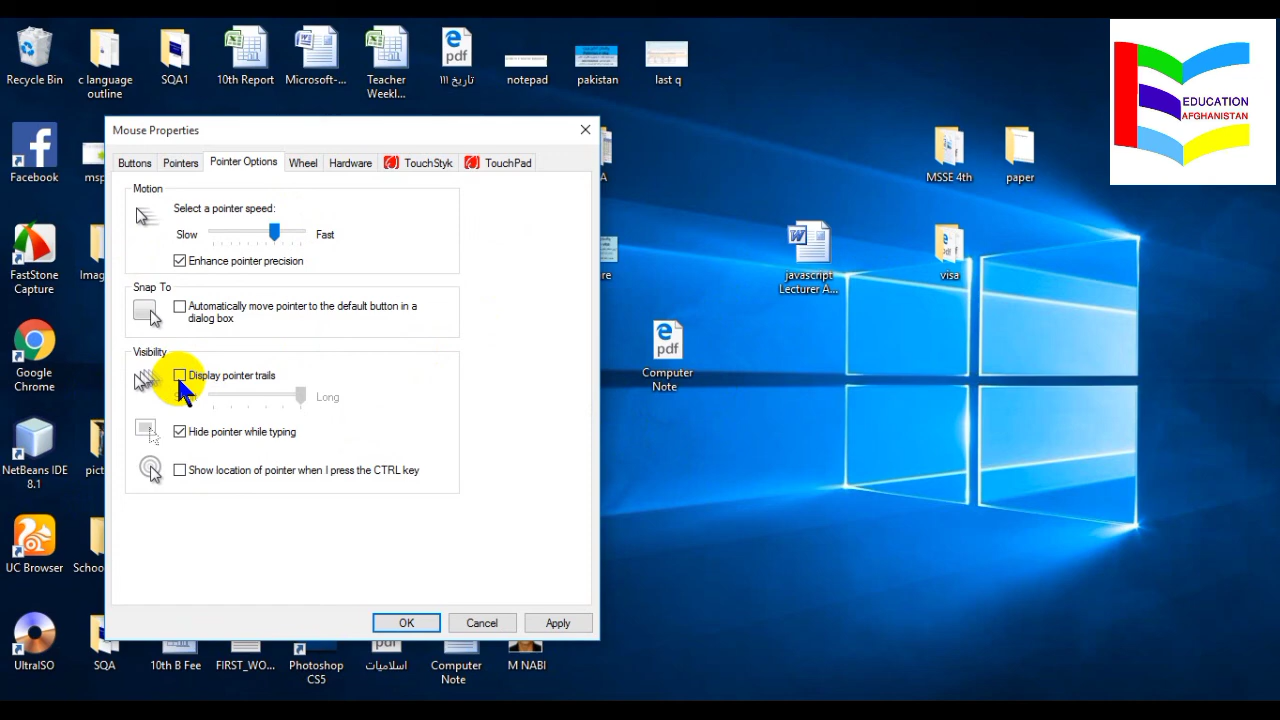 Recycle Bin
c language
outline
SQA1
10th Report
Microsoft-...
Teacher
Weekl...
تاریخ ااا
notepad
pakistan
last q
EDUCATION
AFGHANISTAN
Facebook
msp
MSSE 4th
paper
Mouse Properties
Buttons
Pointers
Pointer Options
Wheel
Hardware
TouchStyk
TouchPad
Motion
Select a pointer speed:
Slow
Fast
Enhance pointer precision
Snap To
Automatically move pointer to the default button in a
dialog box
Visibility
Display pointer trails
Long
Hide pointer while typing
Show location of pointer when I press the CTRL key
OK
Cancel
Apply
FastStone
Capture
Imag
re
javascript
Lecturer A...
visa
Google
Chrome
pdf
Computer
Note
NetBeans IDE
8.1
pict
UC Browser
Schoo
UltraISO
SQA
10th B Fee
FIRST_WO...
Photoshop
CS5
اسلامیات
Computer
Note
M NABI